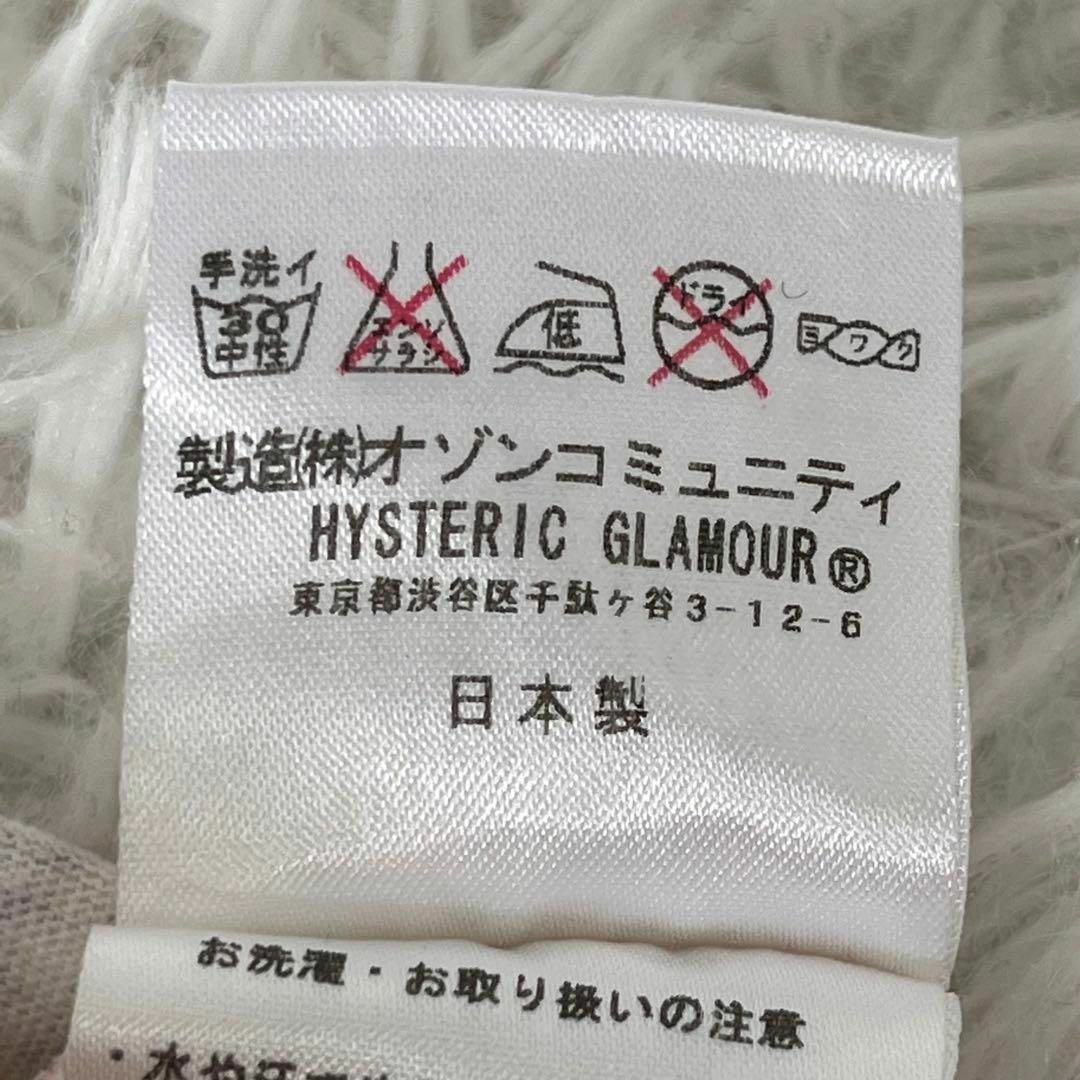 手洗イ
30
中性
エンソ
サラシ
低
ドライ
ヨワク
製造(株)オゾンコミュニティ
HYSTERIC GLAMOUR®
東京都渋谷区千駄ヶ谷3-12-6
日本製
お洗濯・お取り扱いの注意
・水や汗